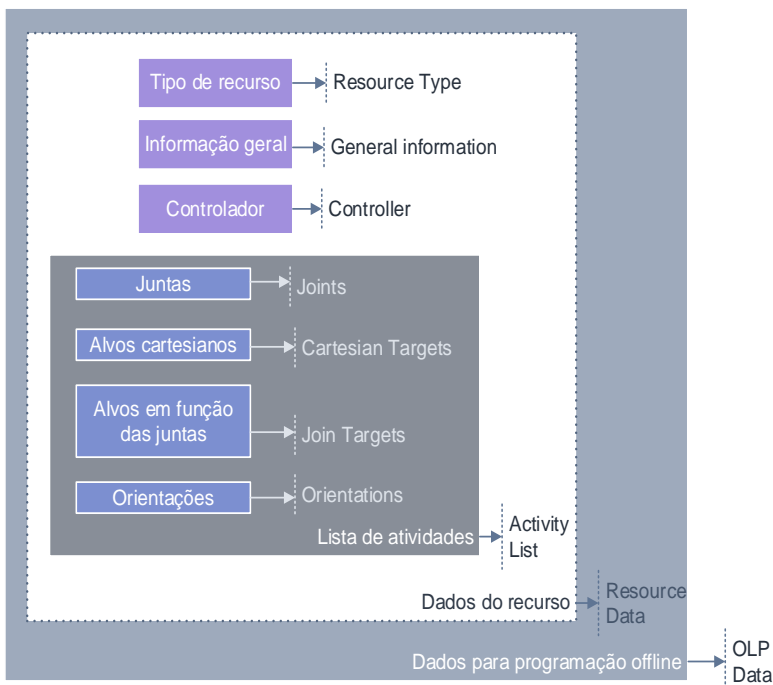 Tipo de recurso
Resource Type
Informação geral
General information
Controlador
Controller
Juntas
Joints
Alvos cartesianos
Cartesian Targets
Alvos em função
das juntas
Join Targets
Orientações
Orientations
Lista de atividades
Activity
List
Dados do recurso
Resource
Data
Dados para programação offline
OLP
Data